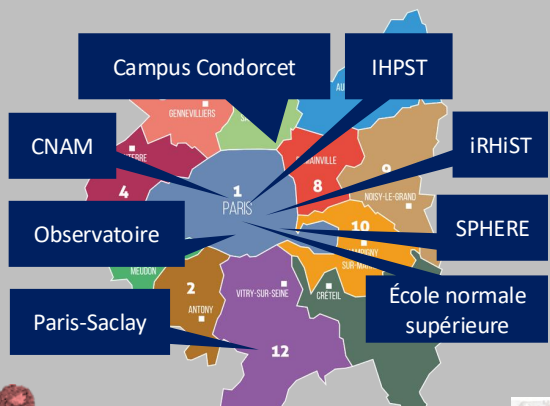 Campus Condorcet
IHPST
GENNEVILLIERS
CNAM
iRHiST
4
1
PARIS
8
9
NOISY-LE-GRAND
Observatoire
10
SPHERE
MEUDON
2
VITRY-SUR-SEINE
CRÉTEIL
ANTONY
Paris-Saclay
École normale
supérieure
12